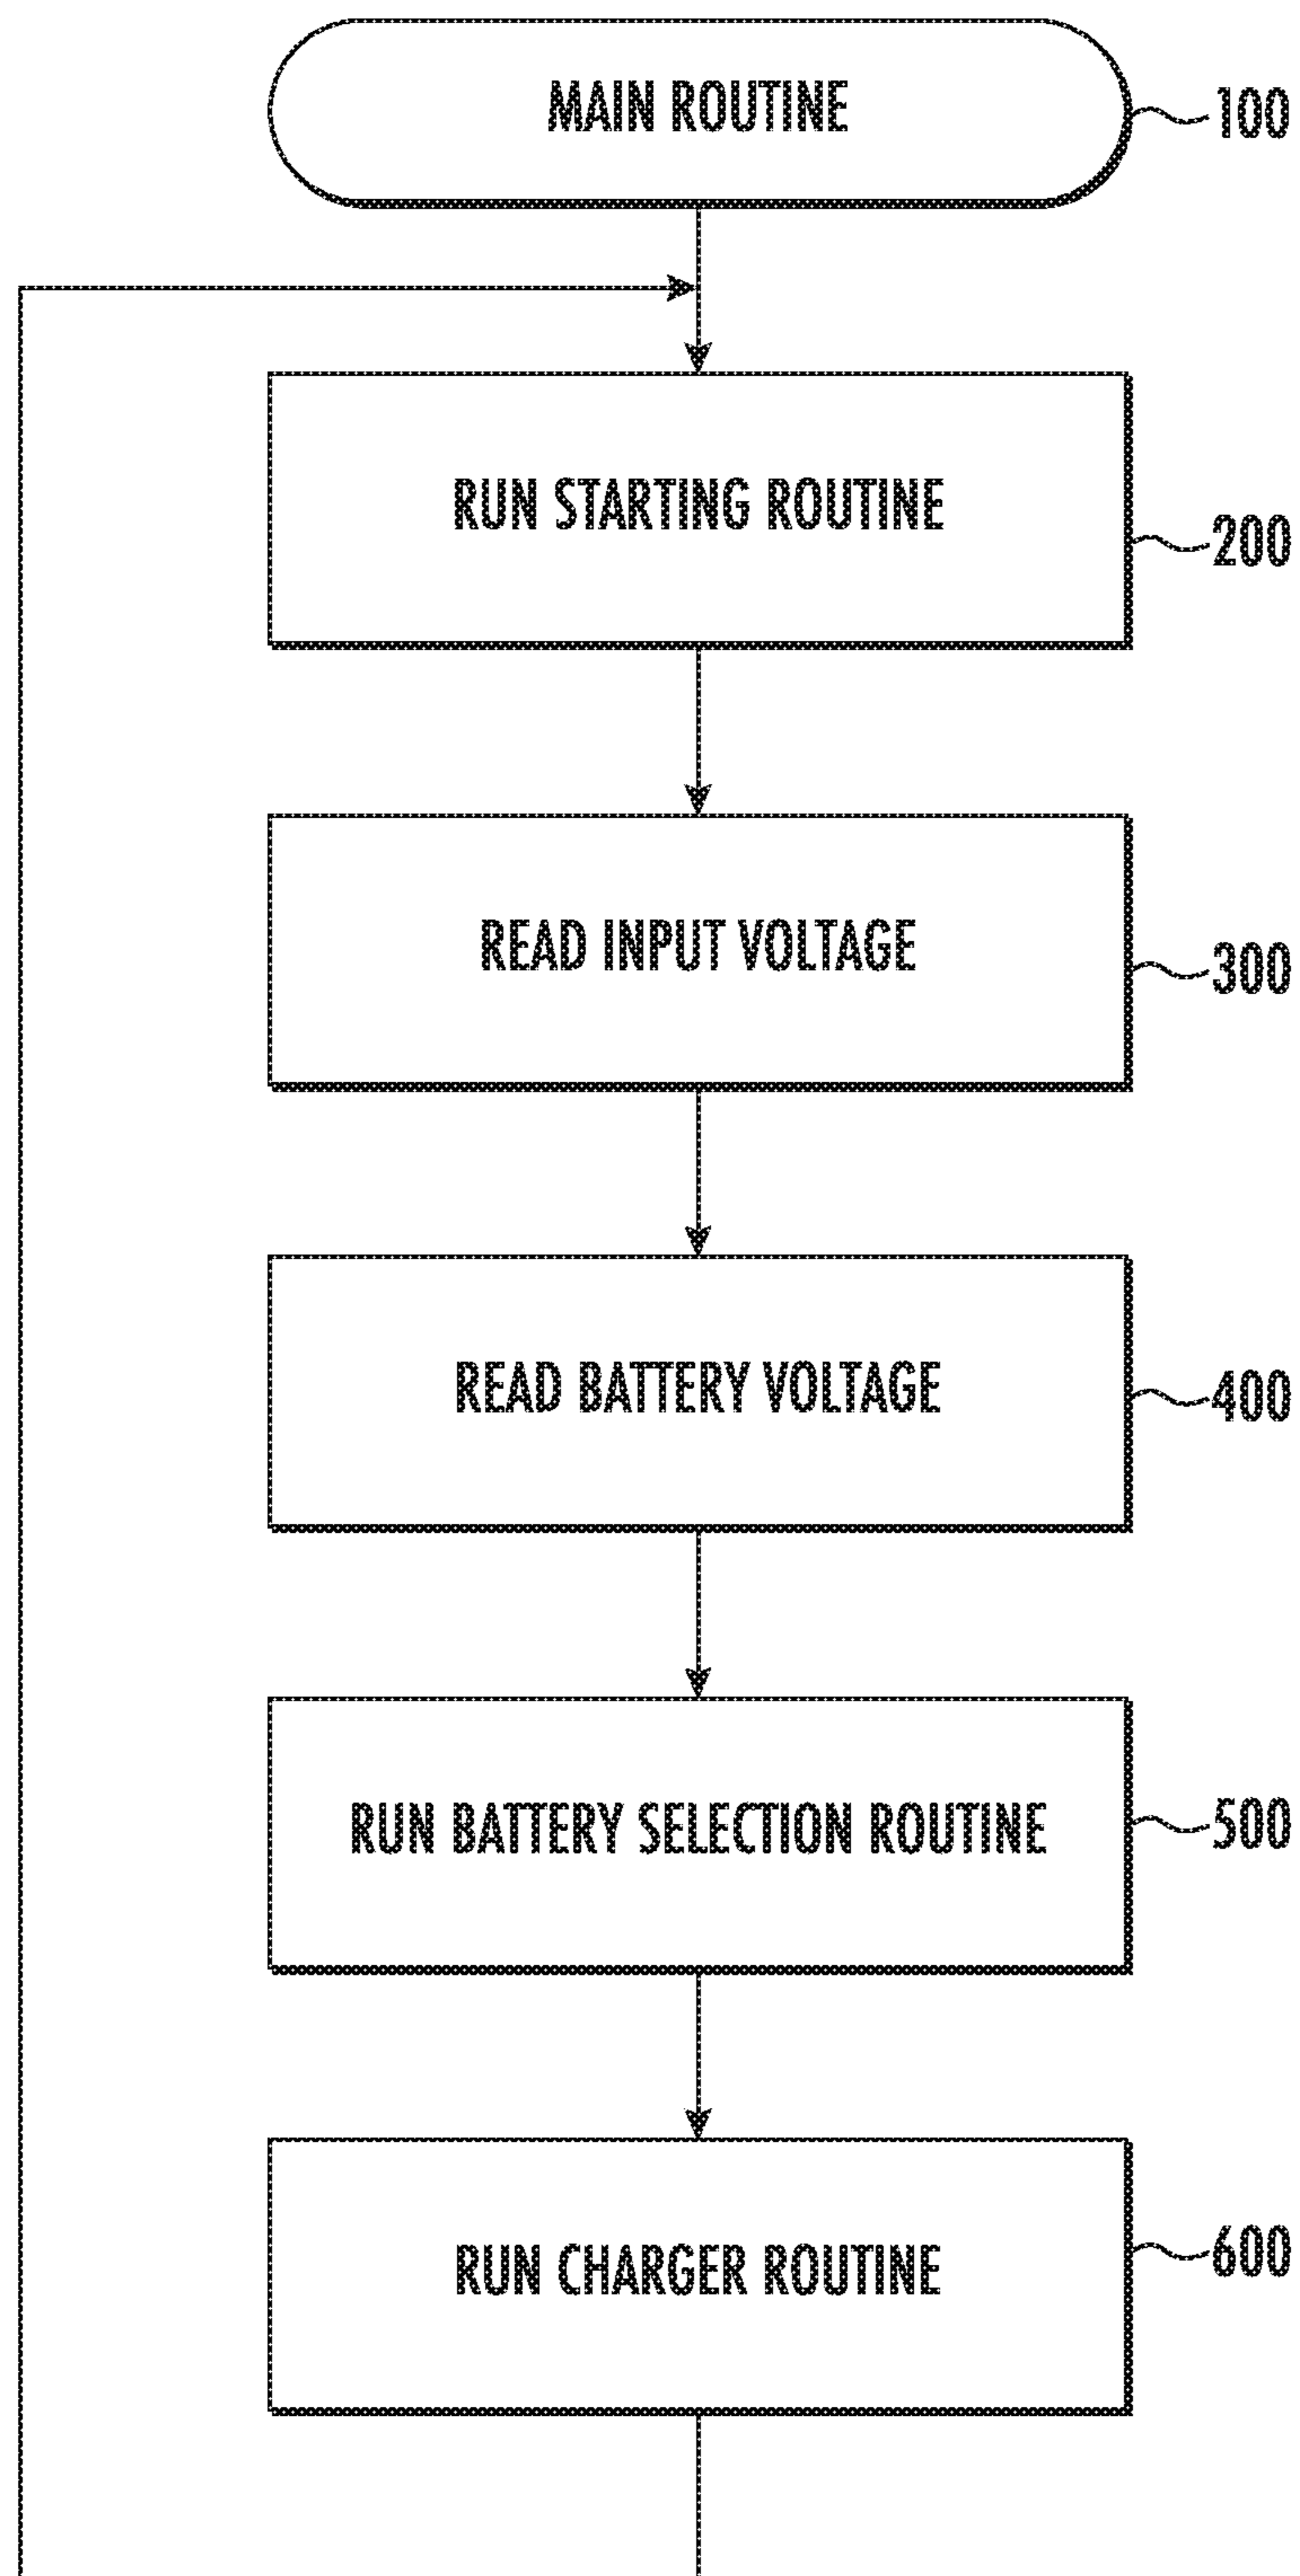 MAIN ROUTINE
100
RUN STARTING ROUTINE
200
READ INPUT VOLTAGE
300
READ BATTERY VOLTAGE
400
RUN BATTERY SELECTION ROUTINE
500
RUN CHARGER ROUTINE
600